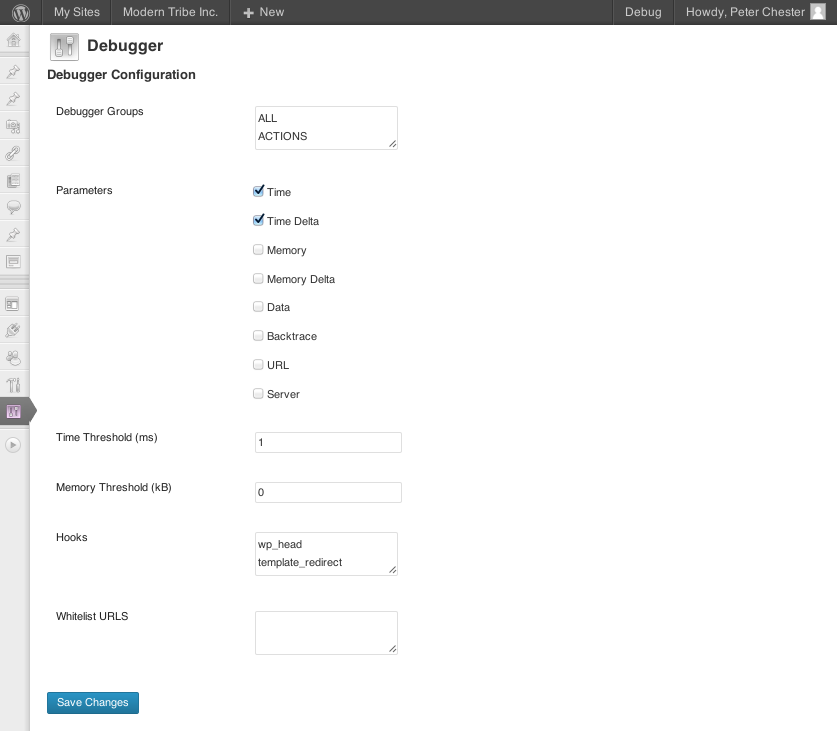 My Sites Modern Tribe Inc. + New Debug Howdy, Peter Chester
Debugger
Debugger Configuration
Debugger Groups
ALL
ACTIONS
Parameters
Time
Time Delta
Memory
Memory Delta
Data
Backtrace
URL
Server
Time Threshold (ms) 1
Memory Threshold (kB) 0
Hooks
wp_head
template_redirect
Whitelist URLS
Save Changes